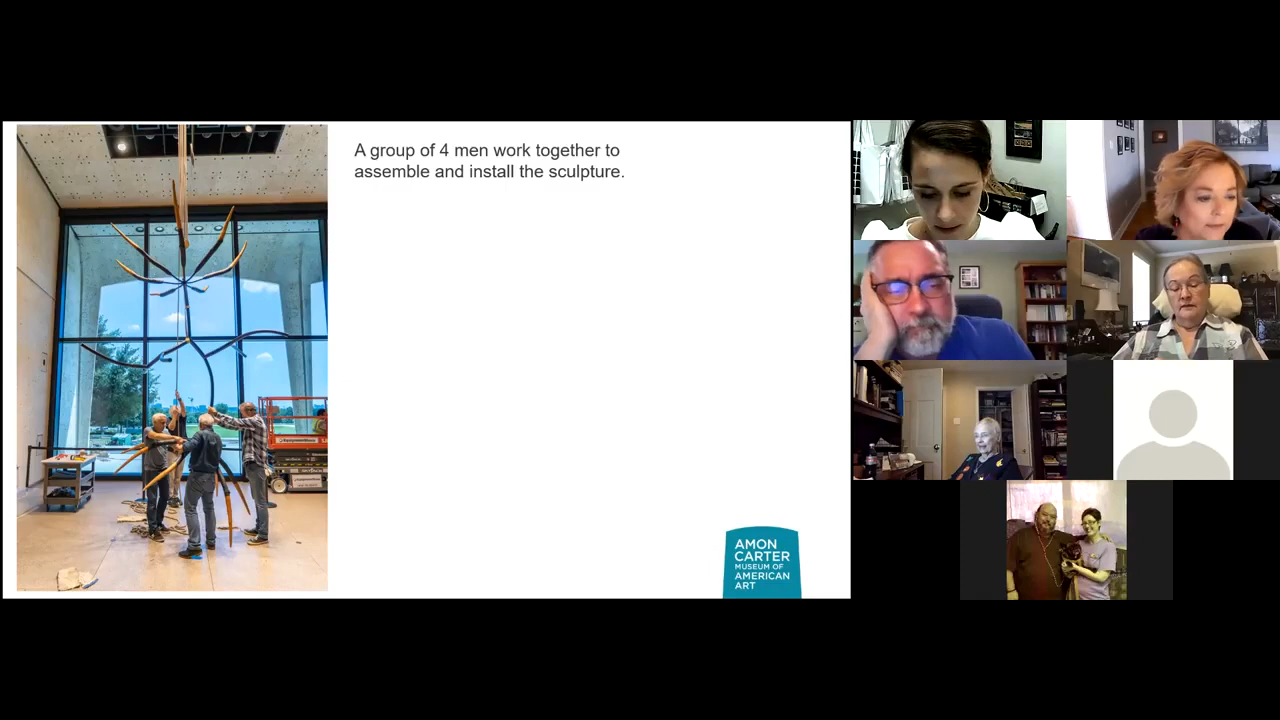 A group of 4 men work together to
assemble and install the sculpture.
AMON
CARTER
MUSEUM OF
AMERICAN
ART